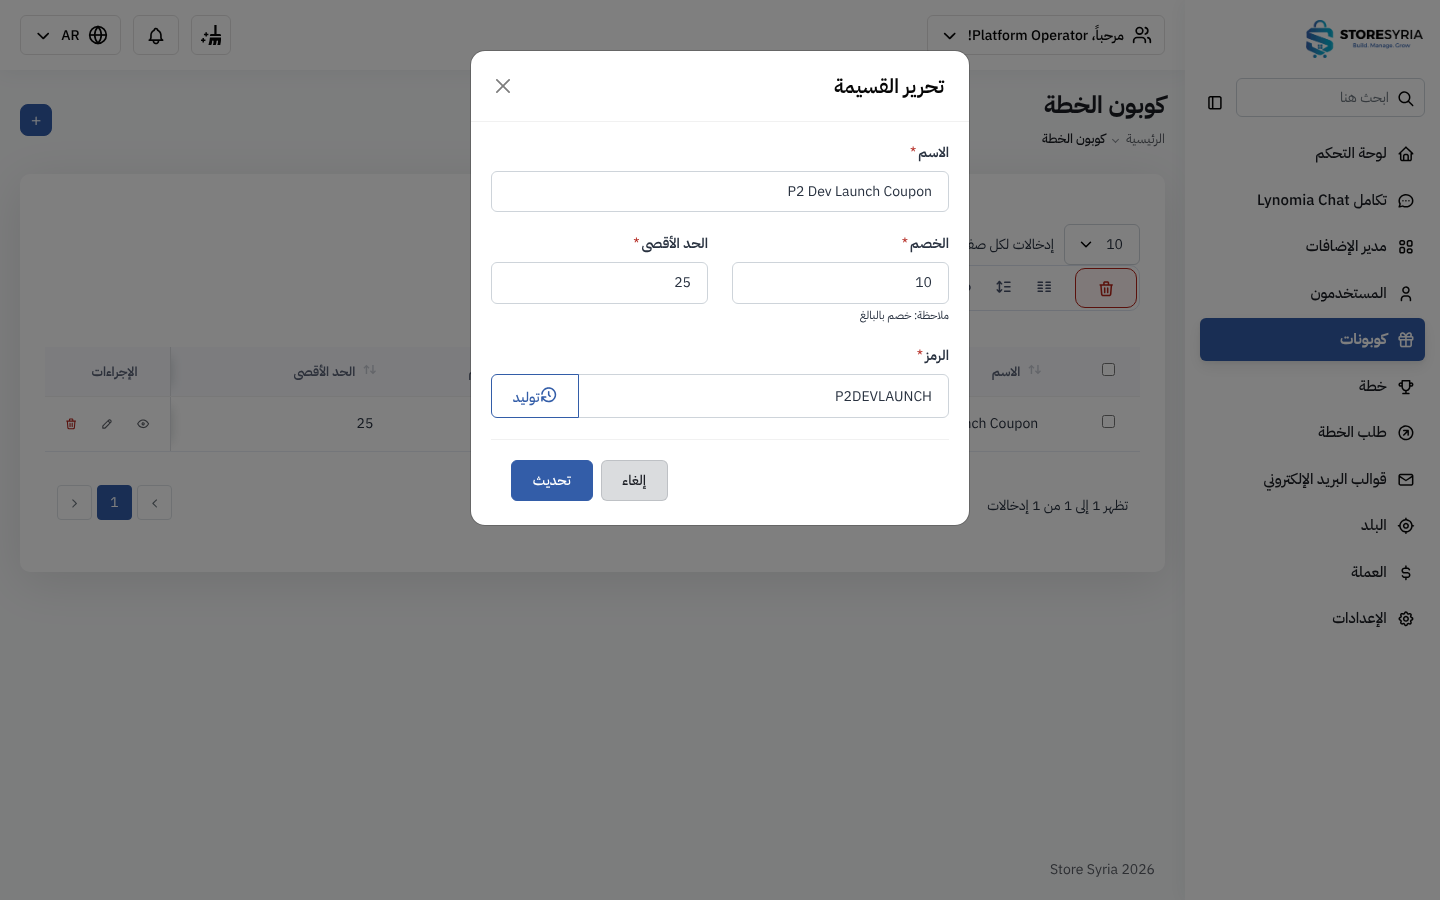 STORESYRIA
Build. Manage. Grow
مرحباً، Platform Operator!
AR
ابحث هنا
لوحة التحكم
تكامل Lynomia Chat
مدير الإضافات
المستخدمون
كوبونات
خطة
طلب الخطة
قوالب البريد الإلكتروني
البلد
العملة
الإعدادات
كوبون الخطة
الرئيسية
كوبون الخطة
+
10
إدخالات لكل
الاسم
الحد الأقصى
الإجراءات
Coupon
25
تظهر 1 إلى 1 من 1 إدخالات
1
تحرير القسيمة
الاسم *
P2 Dev Launch Coupon
الخصم *
الحد الأقصى *
10
25
ملاحظة: خصم بالبالغ
الرمز *
P2DEVLAUNCH
توليد
إلغاء
تحديث
Store Syria 2026